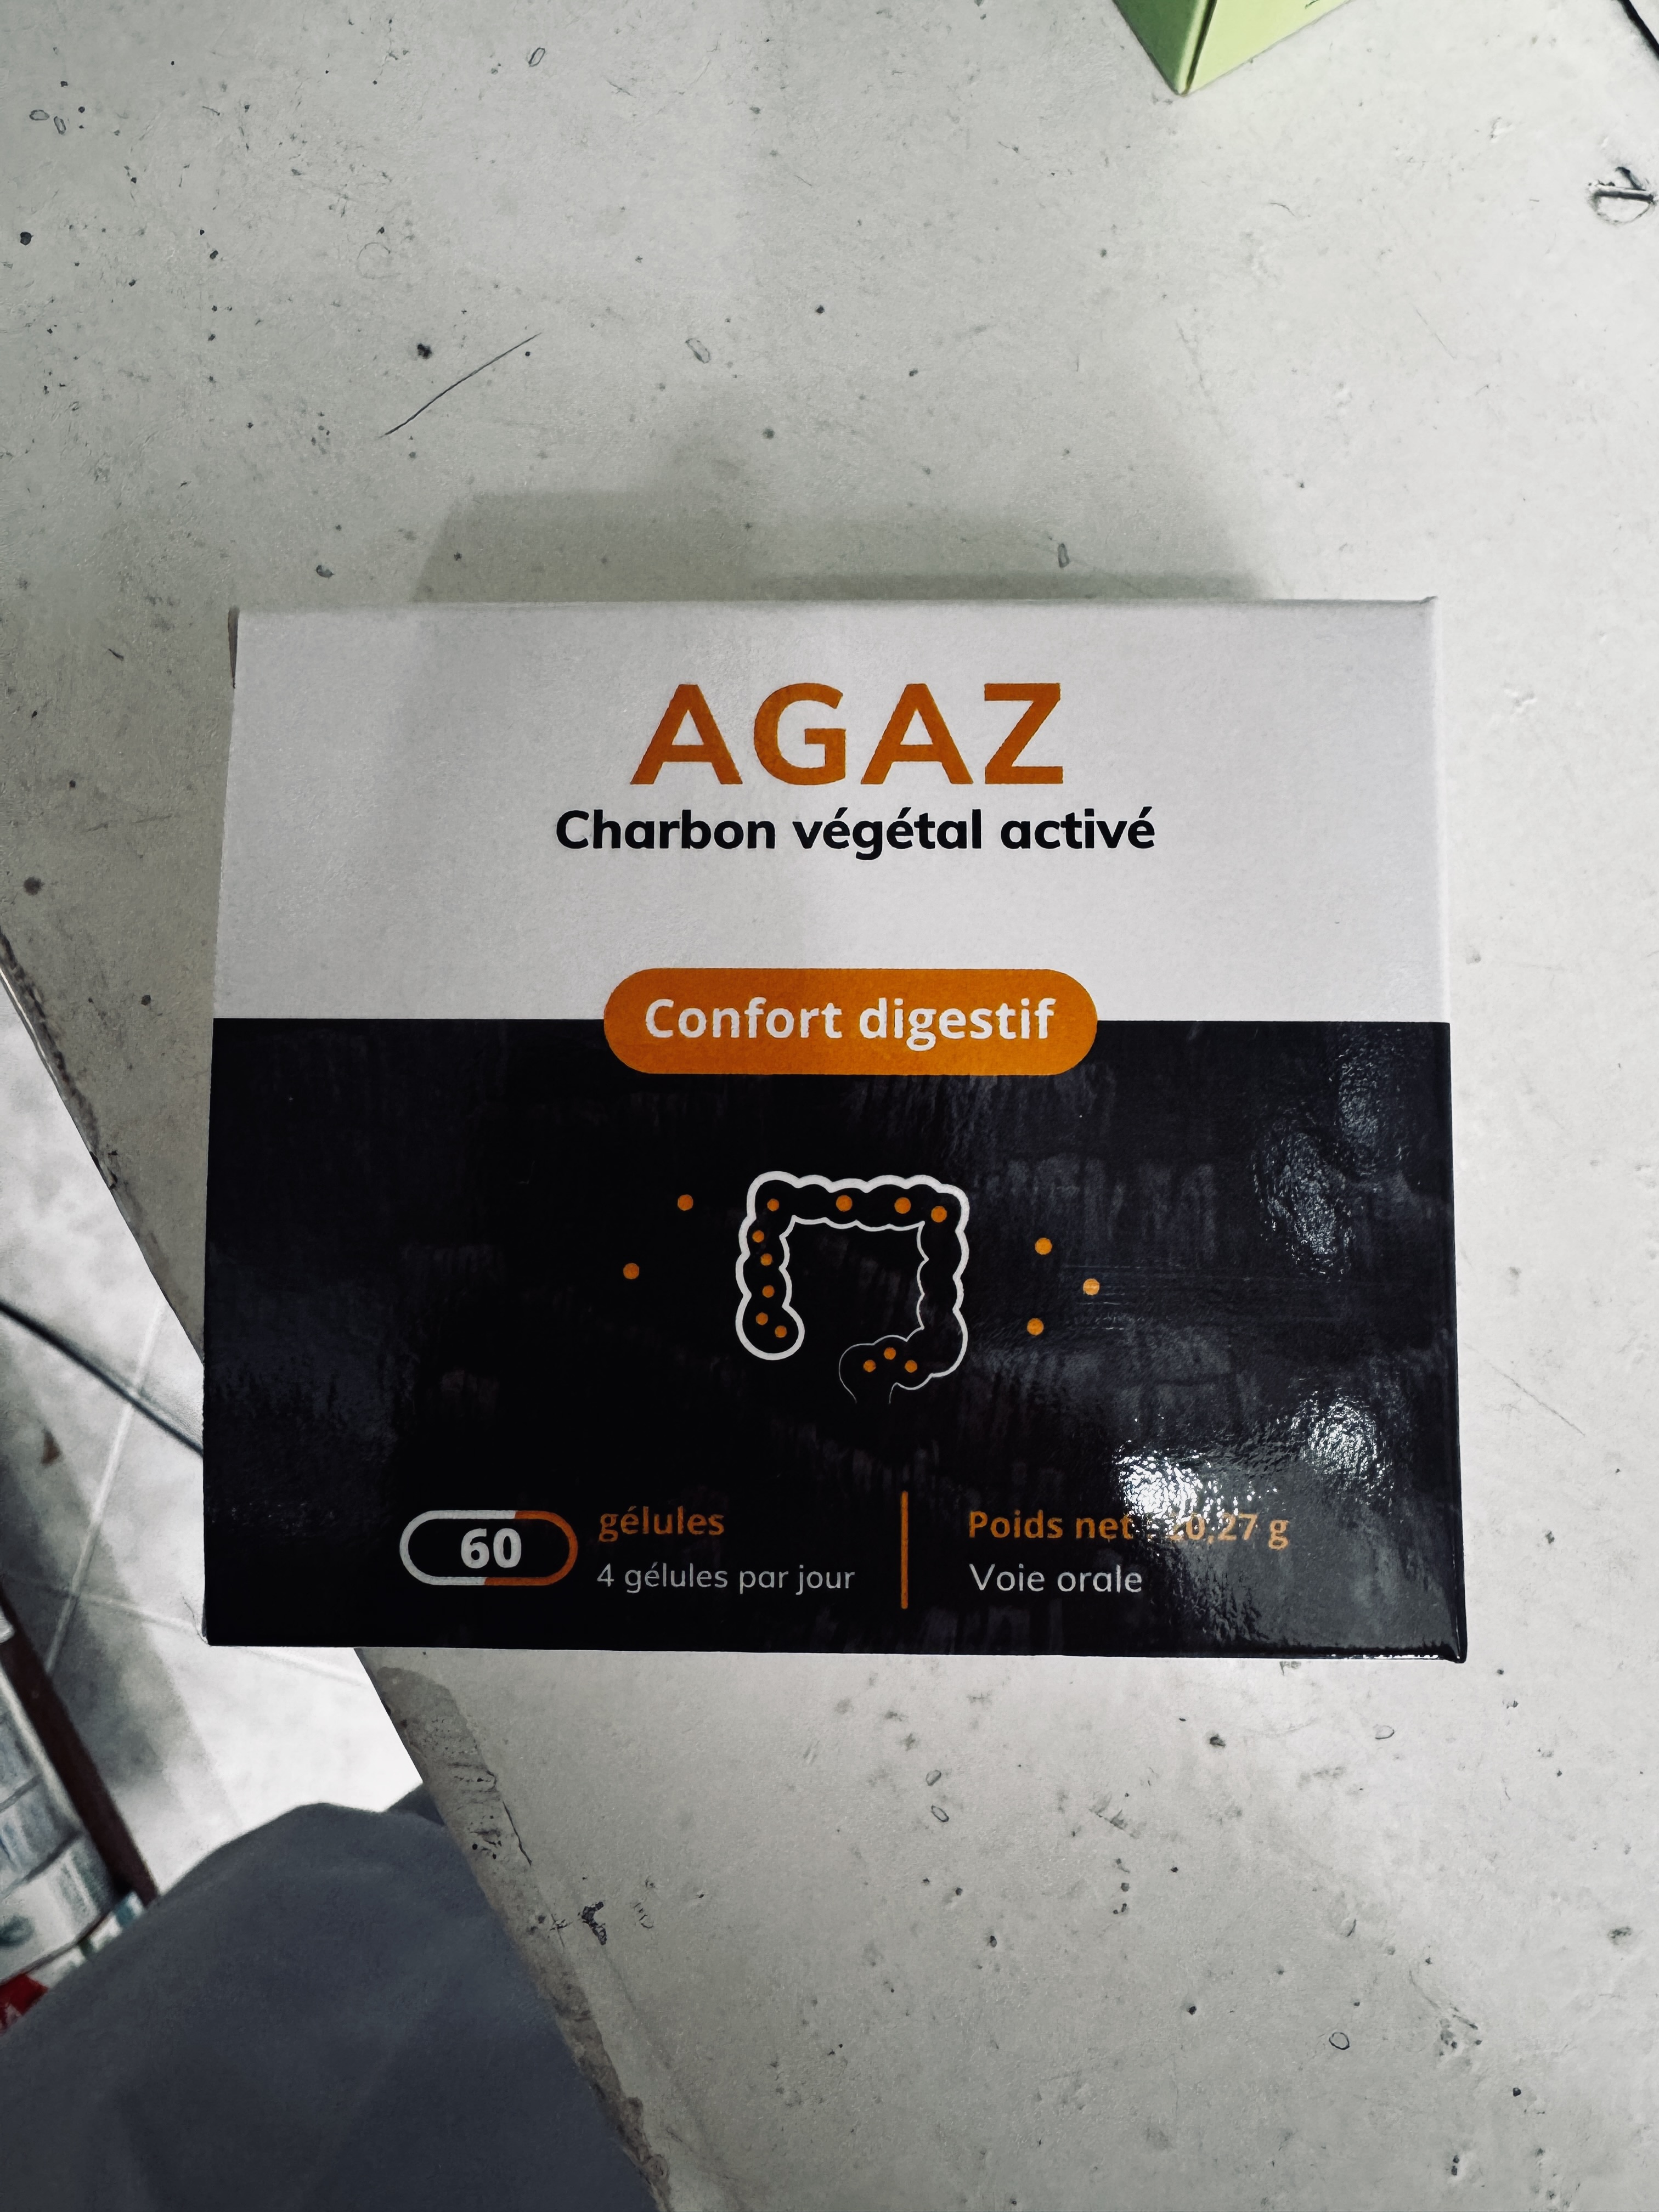 AGAZ
Charbon végétal activé
Confort digestif
60
gélules
4 gélules par jour
Poids net :
Voie orale